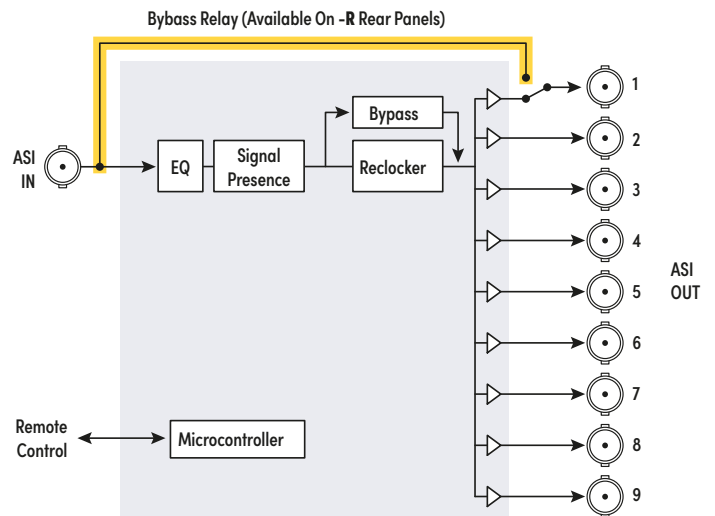 Bypass Relay (Available On -R Rear Panels)
ASI
IN
EQ
Signal
Presence
Bypass
Reclocker
1
2
3
4
5
6
7
8
9
ASI
OUT
Remote
Control
Microcontroller